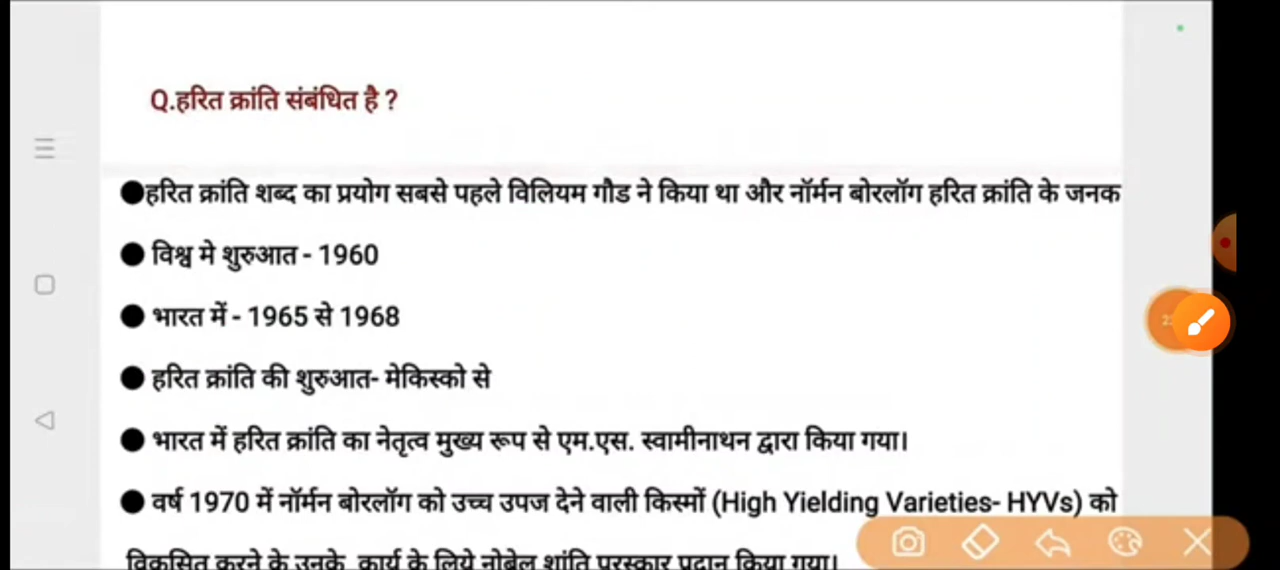 Q.हरित क्रांति संबंधित है ?
●हरित क्रांति शब्द का प्रयोग सबसे पहले विलियम गौड ने किया था और नॉर्मन बोरलॉग हरित क्रांति के जनक
● विश्व मे शुरुआत - 1960
● भारत में - 1965 से 1968
● हरित क्रांति की शुरुआत- मेकिस्को से
● भारत में हरित क्रांति का नेतृत्व मुख्य रूप से एम.एस. स्वामीनाथन द्वारा किया गया।
● वर्ष 1970 में नॉर्मन बोरलॉग को उच्च उपज देने वाली किस्मों (High Yielding Varieties- HYVs) को
विकसित करने के उनके कार्य के लिये नोबेल शांति पुरस्कार प्रदान किया गया।